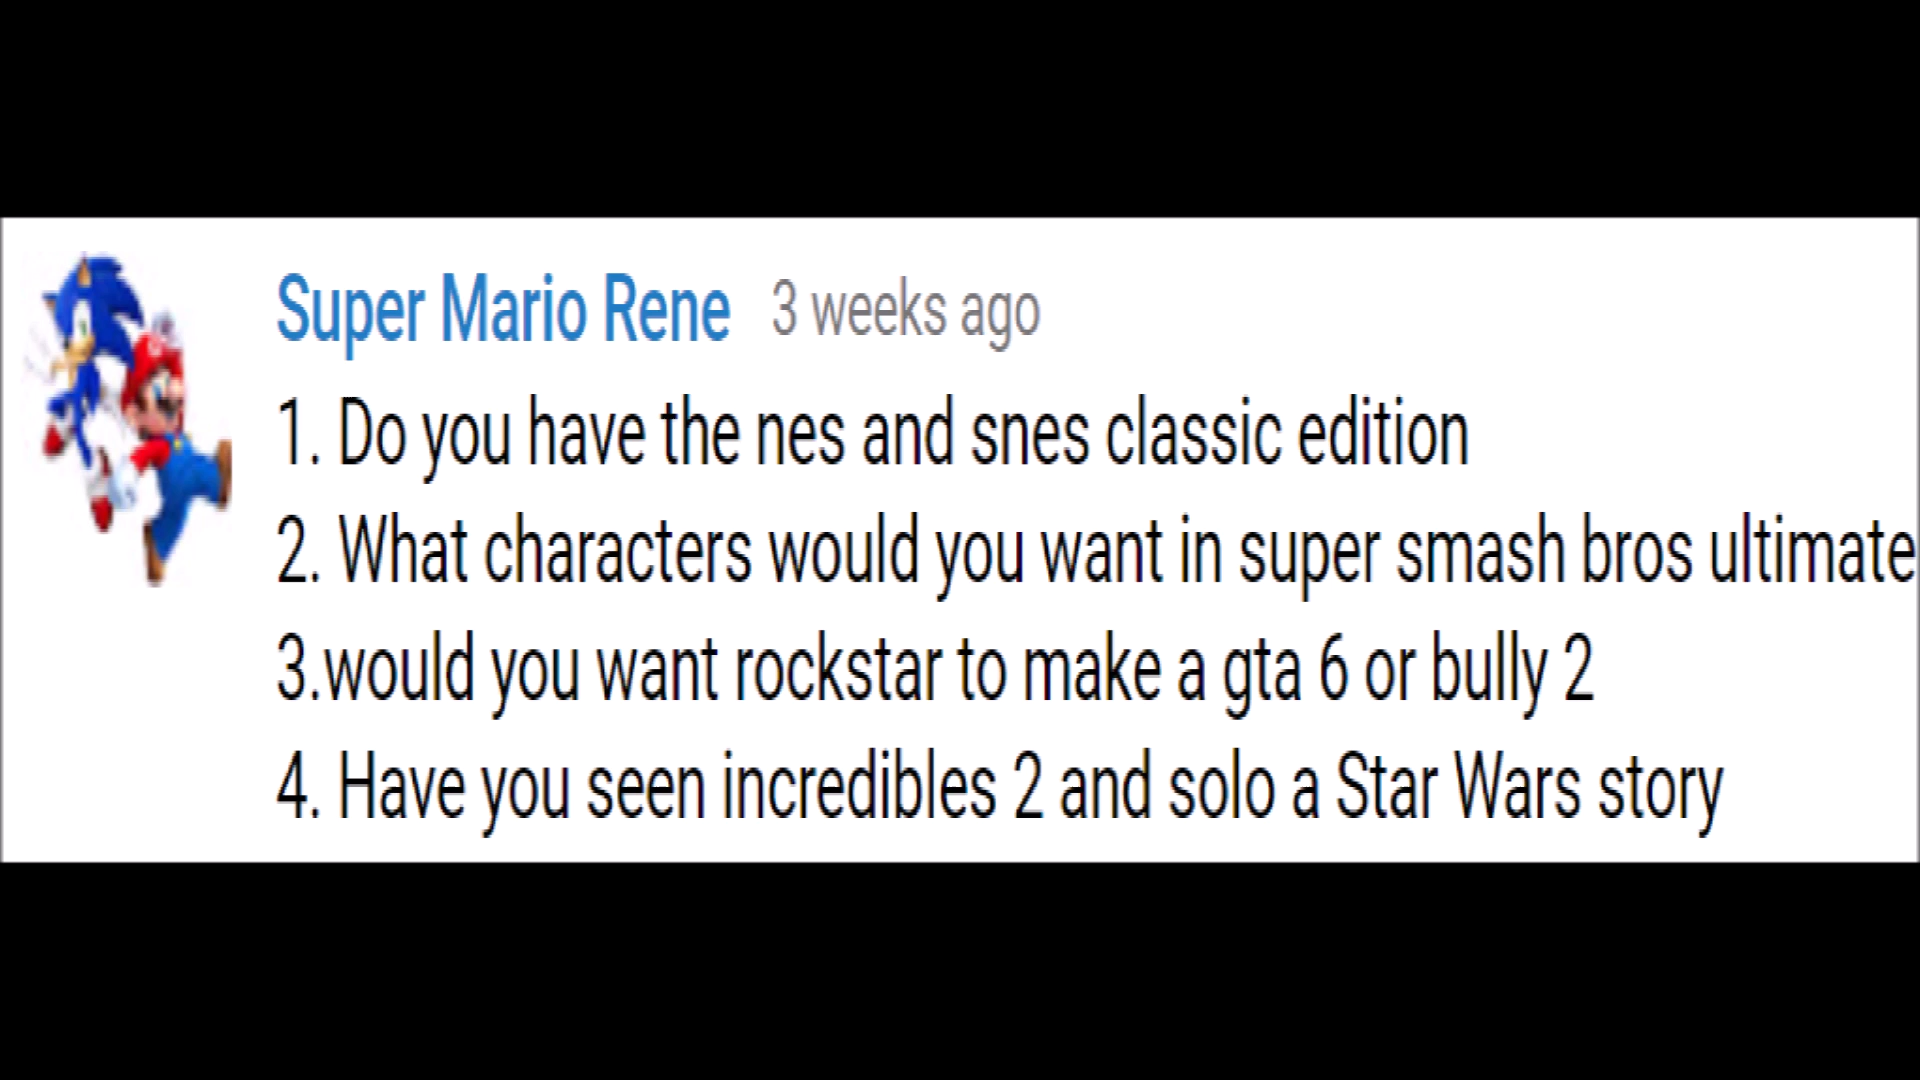 Super Mario Rene 3 weeks ago
1. Do you have the nes and snes classic edition
2. What characters would you want in super smash bros ultimate
3.would you want rockstar to make a gta 6 or bully 2
4. Have you seen incredibles 2 and solo a Star Wars story